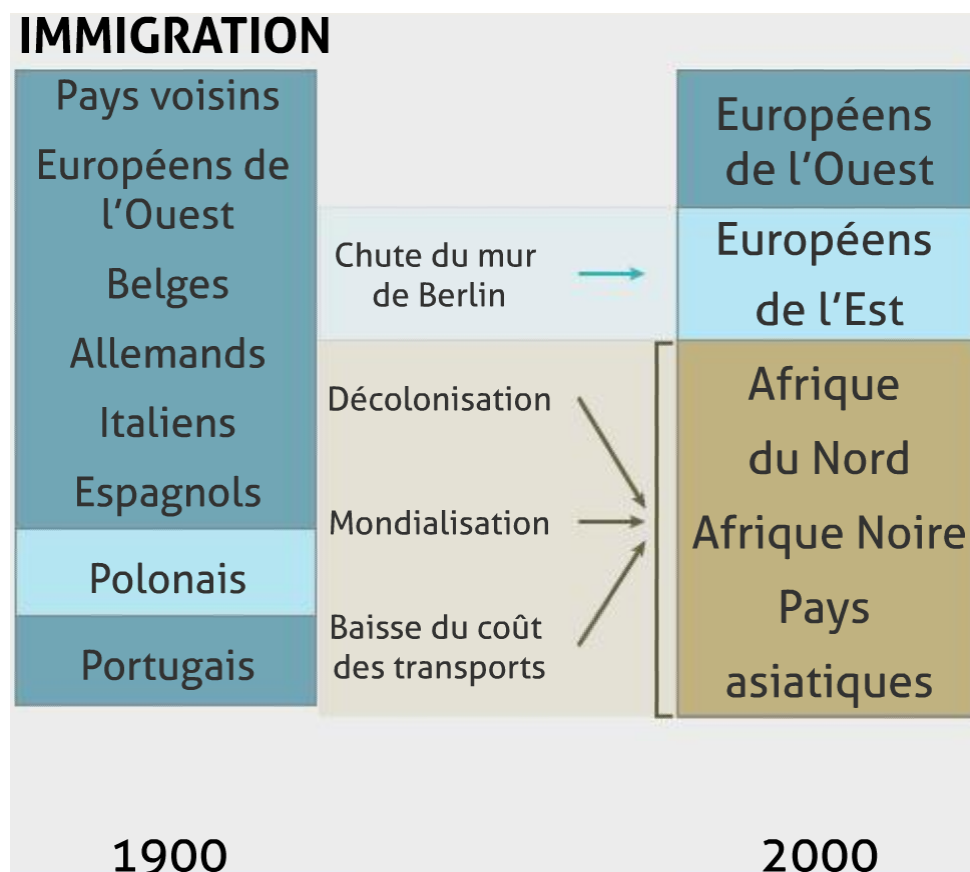 IMMIGRATION
Pays voisins
Européens de
l'Ouest
Belges
Allemands
Italiens
Espagnols
Polonais
Portugais
1900
Chute du mur
de Berlin
Décolonisation
Mondialisation
Baisse du coût
des transports
Européens
de l'Ouest
Européens
de l'Est
Afrique
du Nord
Afrique Noire
Pays
asiatiques
2000